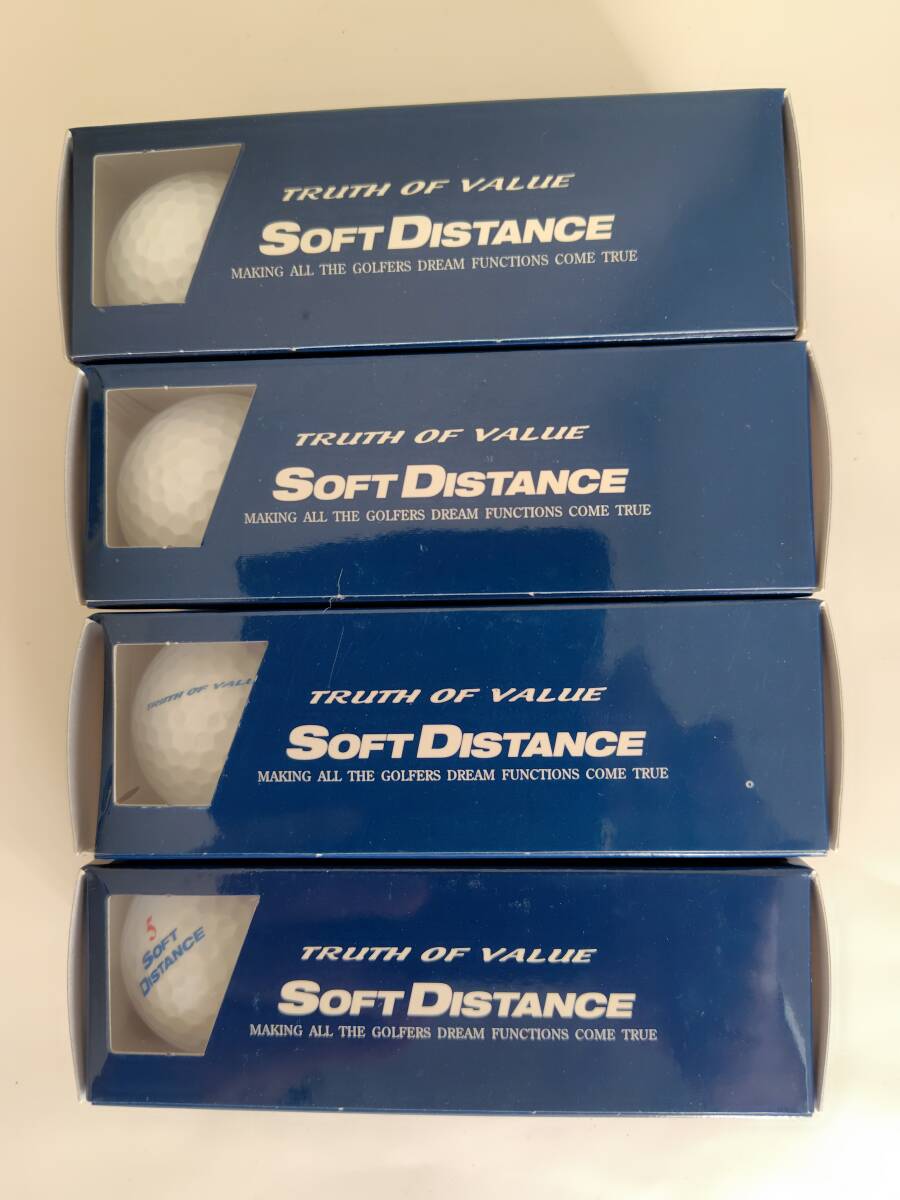 TRUTH OF VALUE
SOFT DISTANCE
MAKING ALL THE GOLFERS DREAM FUNCTIONS COME TRUE
TRUTH OF VALUE
SOFT DISTANCE
MAKING ALL THE GOLFERS DREAM FUNCTIONS COME TRUE
TRUTH OF VALU
TRUTH OF VALUE
SOFT DISTANCE
MAKING ALL THE GOLFERS DREAM FUNCTIONS COME TRUE
5
SOFT
DISTANCE
TRUTH OF VALUE
SOFT DISTANCE
MAKING ALL THE GOLFERS DREAM FUNCTIONS COME TRUE